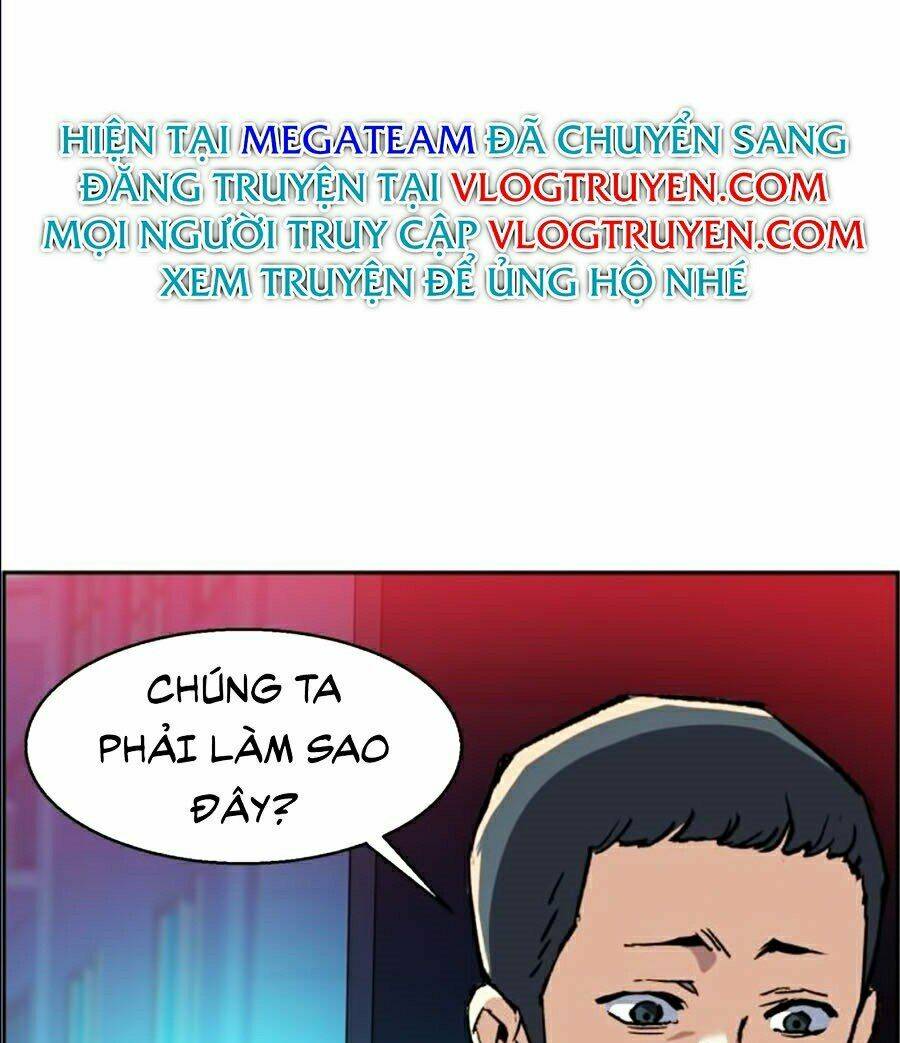 HIỆN TẠI MEGATEAM ĐÃ CHUYỂN SANG
ĐĂNG TRUYỆN TẠI VLOGTRUYEN.COM
MỌI NGƯỜI TRUY CẬP VLOGTRUYEN.COM
XEM TRUYỆN ĐỂ ỦNG HỘ NHÉ
CHÚNG TA
PHẢI LÀM SAO
ĐÂY?